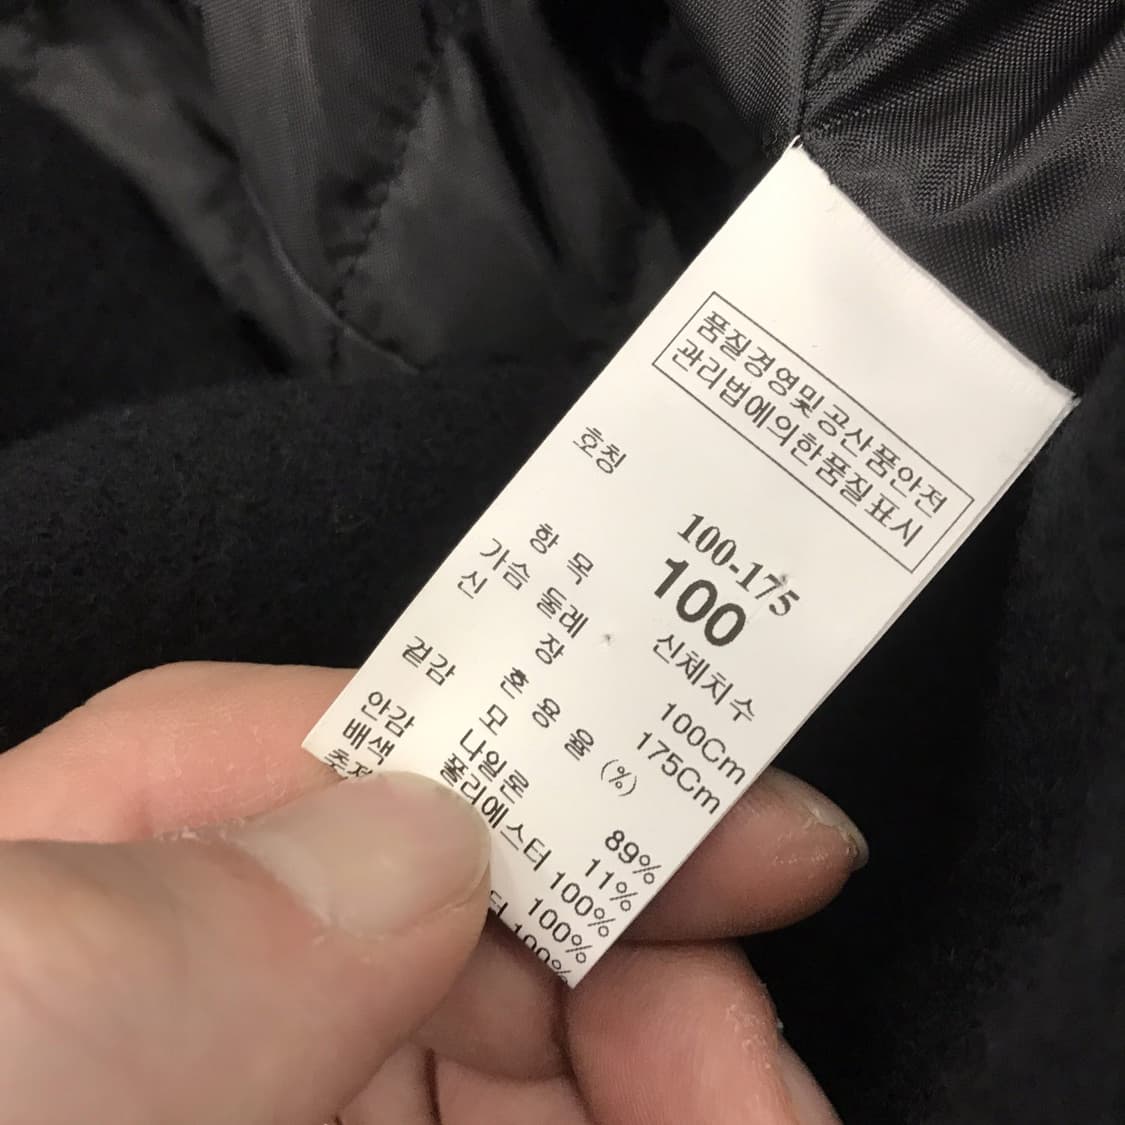 품질경영및공산품안전
관리법에의한품질표시
호칭 100-175
100
항 목 신체치수
가슴 둘레 100Cm
신 장 175Cm
혼 용 율 (%)
겉감 모 89%
나일론 11%
안감 폴리에스터 100%
배색 100%
터 100%